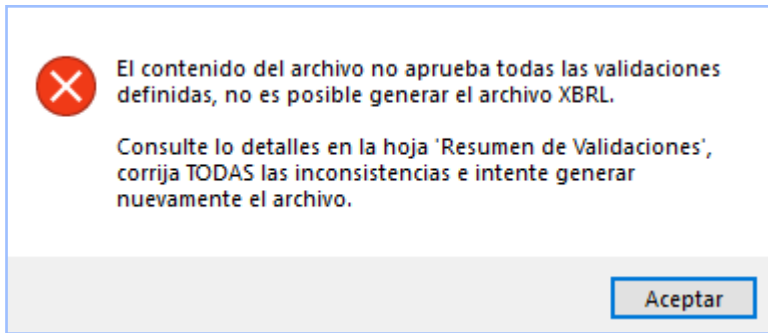 El contenido del archivo no aprueba todas las validaciones
definidas, no es posible generar el archivo XBRL.
Consulte lo detalles en la hoja 'Resumen de Validaciones',
corrija TODAS las inconsistencias e intente generar
nuevamente el archivo.
Aceptar